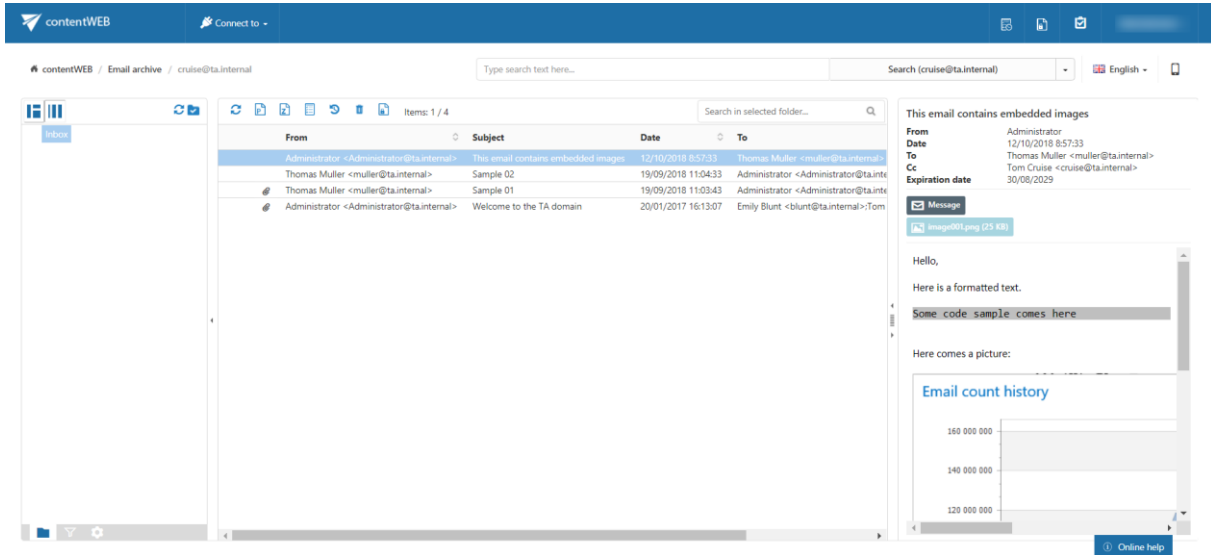 contentWEB
Connect to
contentWEB / Email archive / cruise@ta.internal
Type search text here...
Search (cruise@ta.internal)
English
Inbox
Items: 1 / 4
Search in selected folder...
From Subject Date To
Administrator <Administrator@ta.internal> This email contains embedded images 12/10/2018 8:57:33 Thomas Muller <muller@ta.internal>
Thomas Muller <muller@ta.internal> Sample 02 19/09/2018 11:04:33 Administrator <Administrator@ta.inte
Thomas Muller <muller@ta.internal> Sample 01 19/09/2018 11:03:43 Administrator <Administrator@ta.inte
Administrator <Administrator@ta.internal> Welcome to the TA domain 20/01/2017 16:13:07 Emily Blunt <blunt@ta.internal>;Tom
This email contains embedded images
From Administrator
Date 12/10/2018 8:57:33
To Thomas Muller <muller@ta.internal>
Cc Tom Cruise <cruise@ta.internal>
Expiration date 30/08/2029
Message
image001.png (25 KB)
Hello,
Here is a formatted text.
Some code sample comes here
Here comes a picture:
Email count history
160 000 000
140 000 000
120 000 000
Online help